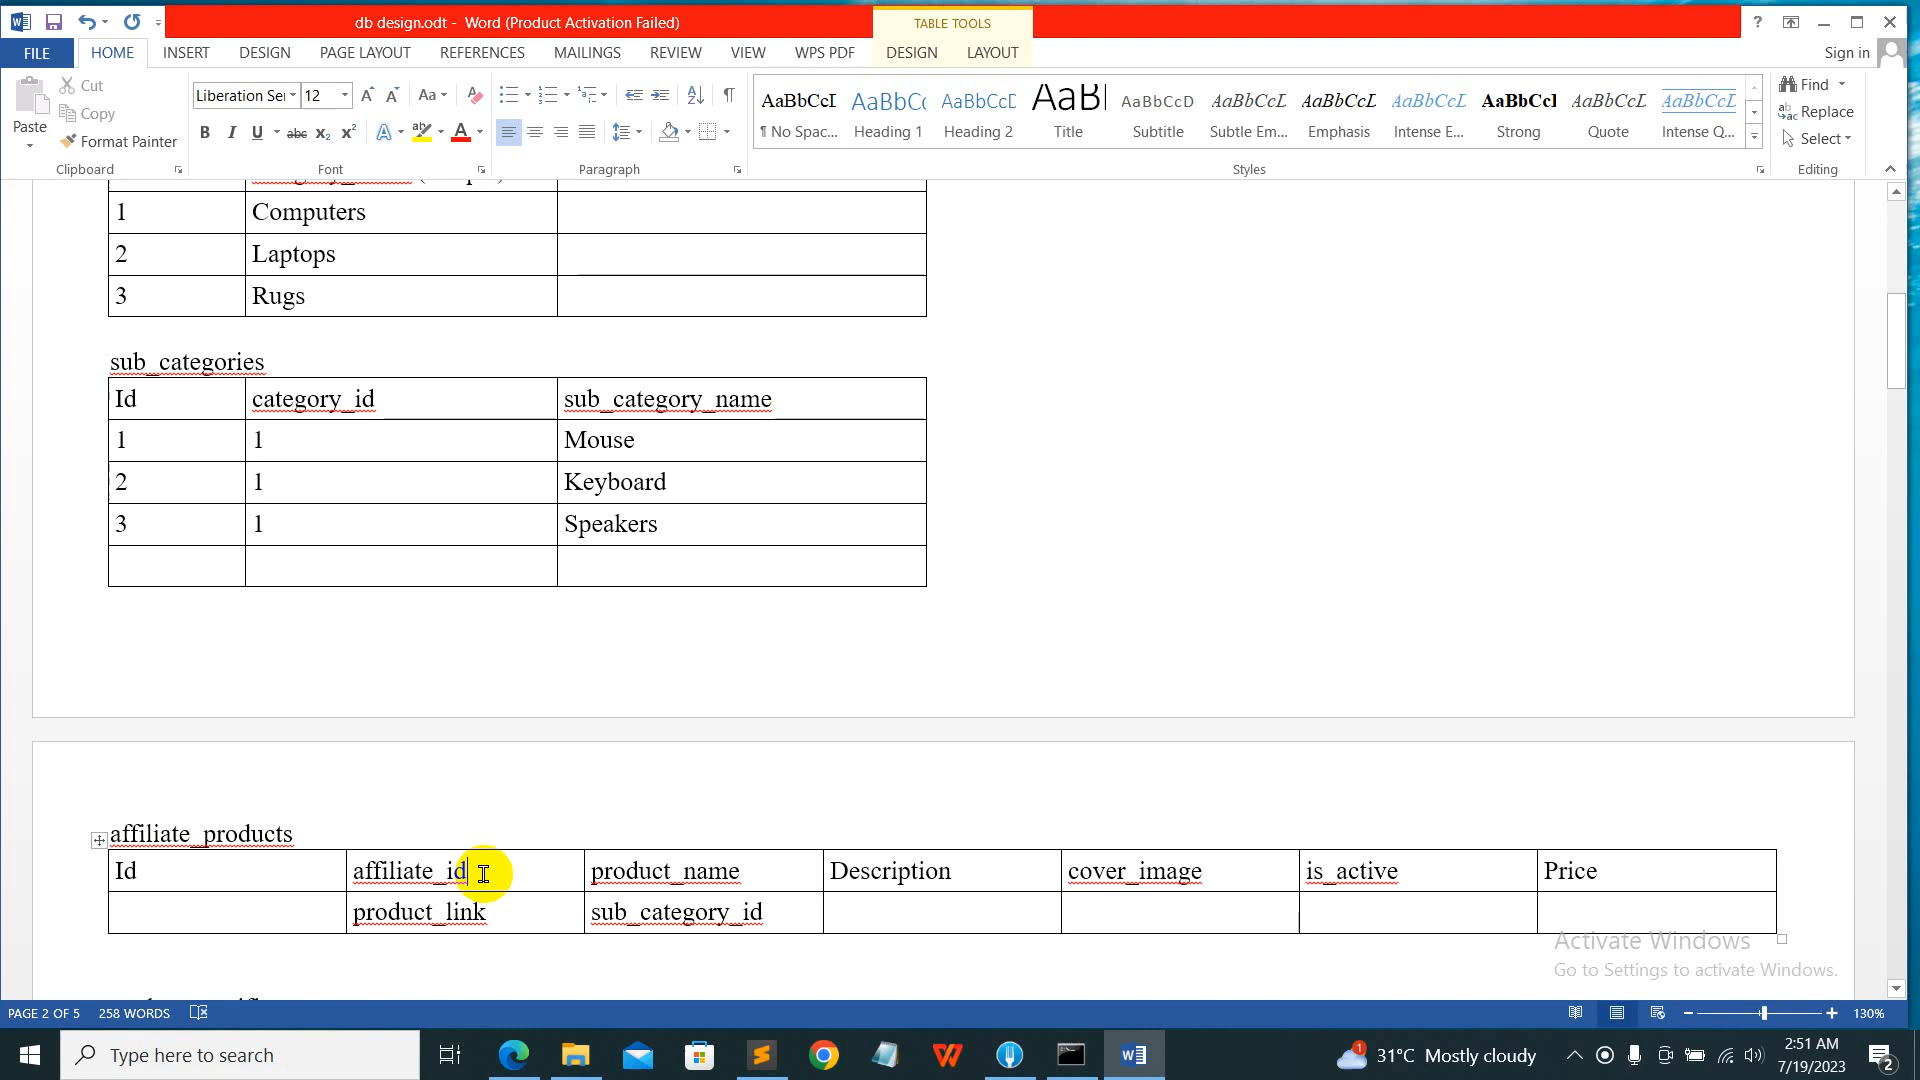 db design.odt - Word (Product Activation Failed)
TABLE TOOLS
?
FILE HOME INSERT DESIGN PAGE LAYOUT REFERENCES MAILINGS REVIEW VIEW WPS PDF DESIGN LAYOUT
Sign in
Paste
Cut
Copy
Format Painter
Clipboard
Liberation Se 12
Font
Paragraph
AaBbCcI AaBbC AaBbCcD AaB AaBbCcD AaBbCcL AaBbCcL AaBbCcL AaBbCcI AaBbCcL AaBbCcL
¶ No Spac... Heading 1 Heading 2 Title Subtitle Subtle Em... Emphasis Intense E... Strong Quote Intense Q...
Styles
Find
Replace
Select
Editing
1 Computers
2 Laptops
3 Rugs
sub_categories
Id category_id sub_category_name
1 1 Mouse
2 1 Keyboard
3 1 Speakers
affiliate_products
Id affiliate_id product_name Description cover_image is_active Price
product_link sub_category_id
Activate Windows
Go to Settings to activate Windows.
PAGE 2 OF 5 258 WORDS
130%
Type here to search
1
31°C Mostly cloudy
2:51 AM
7/19/2023
2